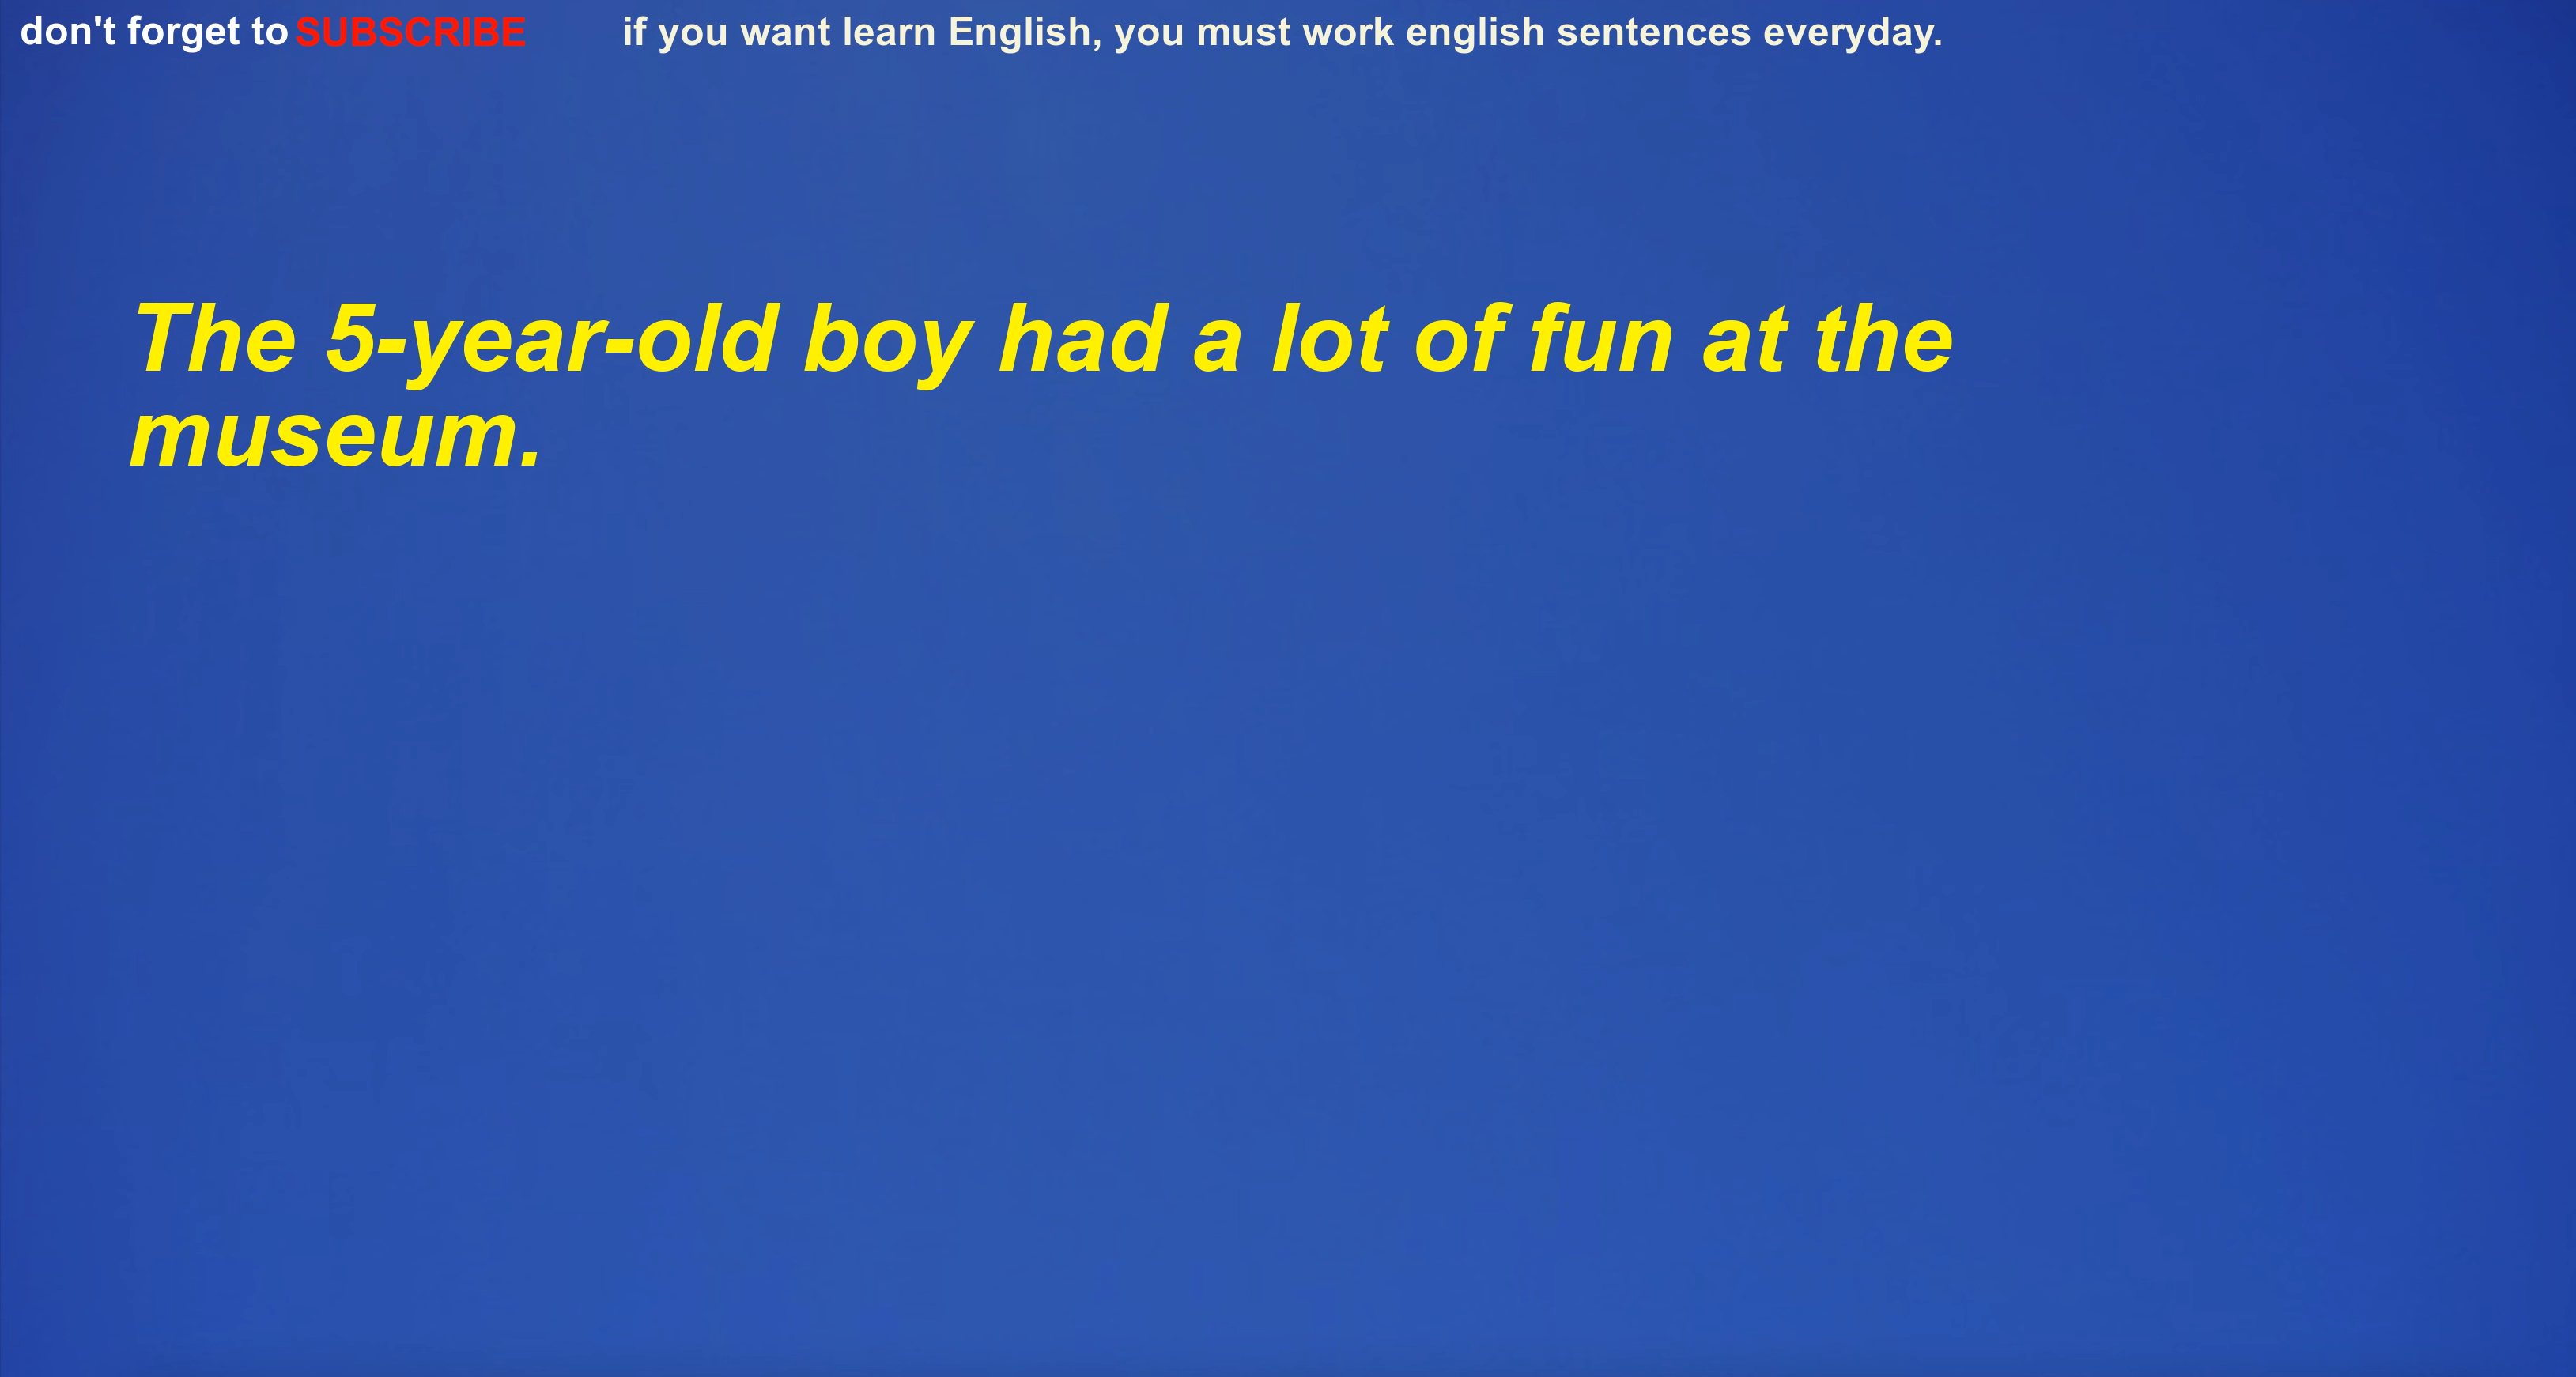 don't forget to SUBSCRIBE if you want learn English, you must work english sentences everyday.
The 5-year-old boy had a lot of fun at the
museum.